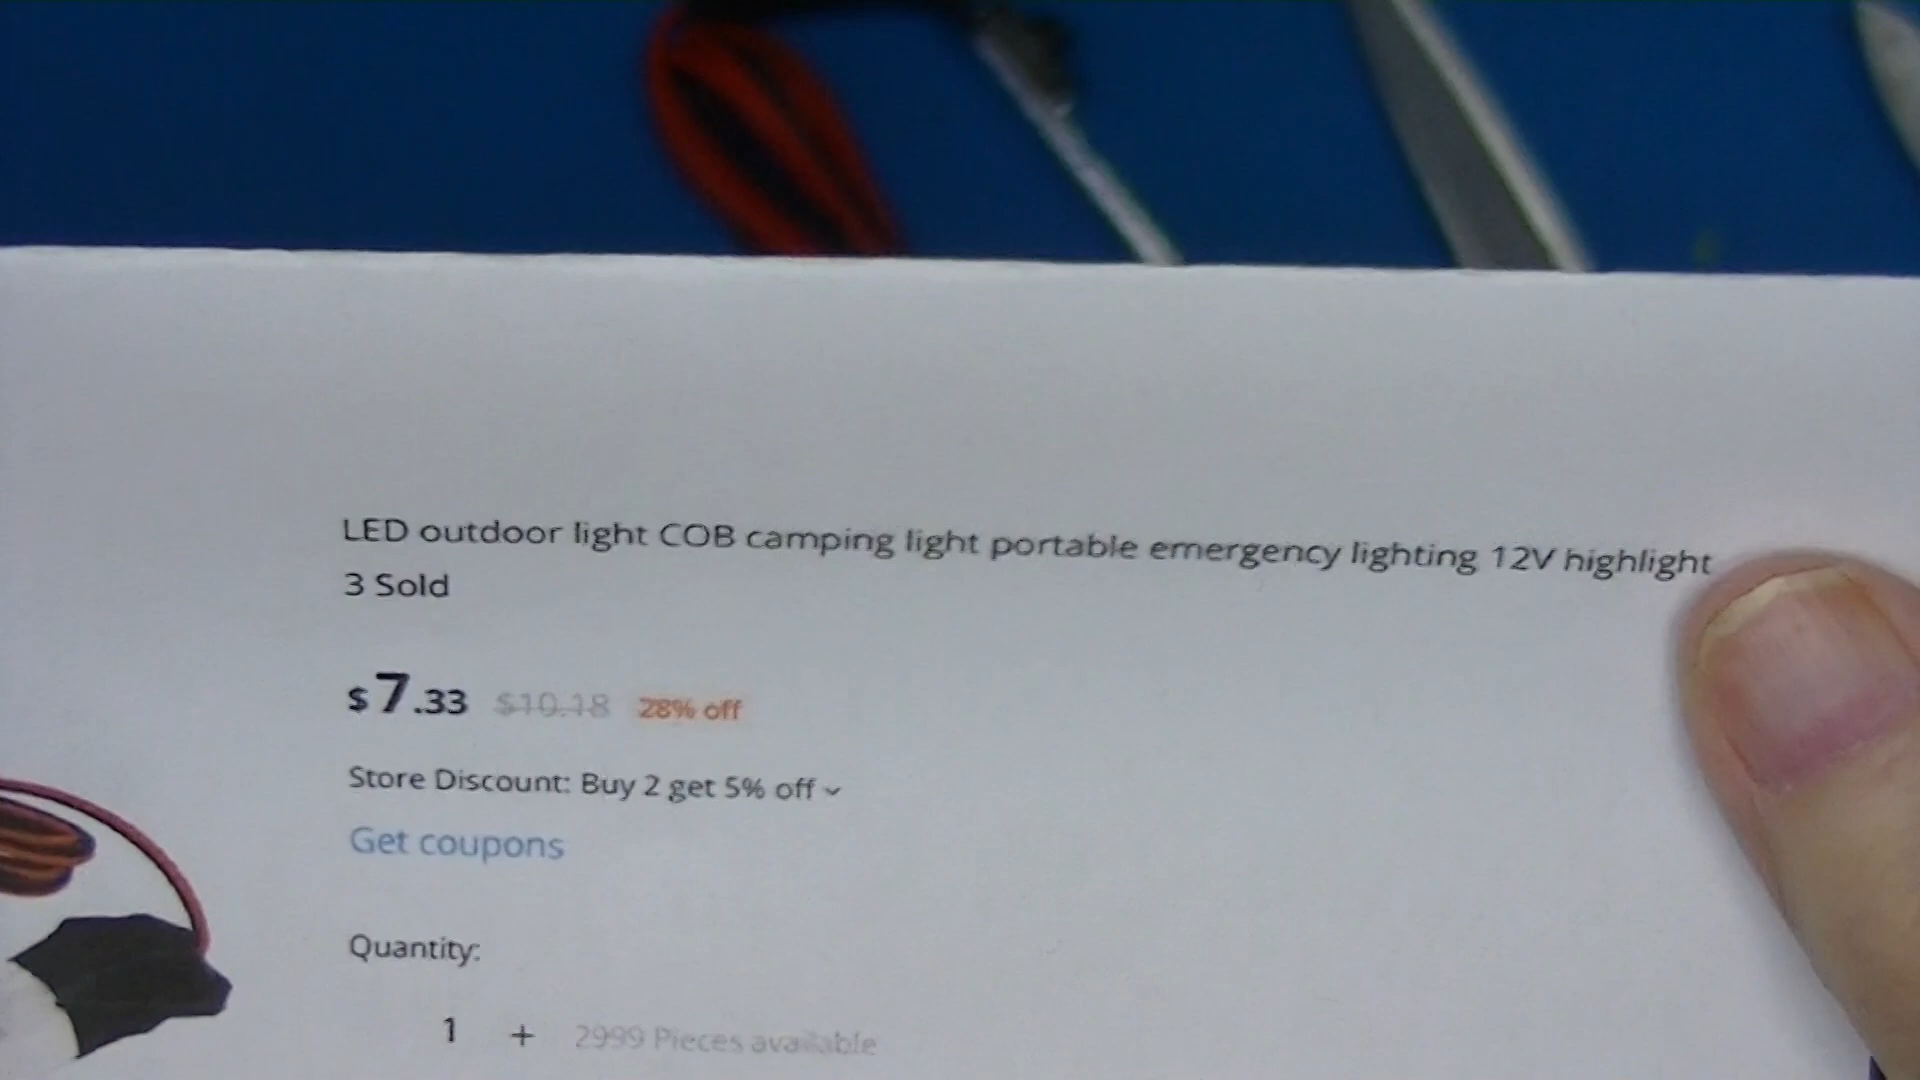 LED outdoor light COB camping light portable emergency lighting 12V highlight
3 Sold
$7.33 $10.18 28% off
Store Discount: Buy 2 get 5% off
Get coupons
Quantity:
1 + 2999 Pieces available